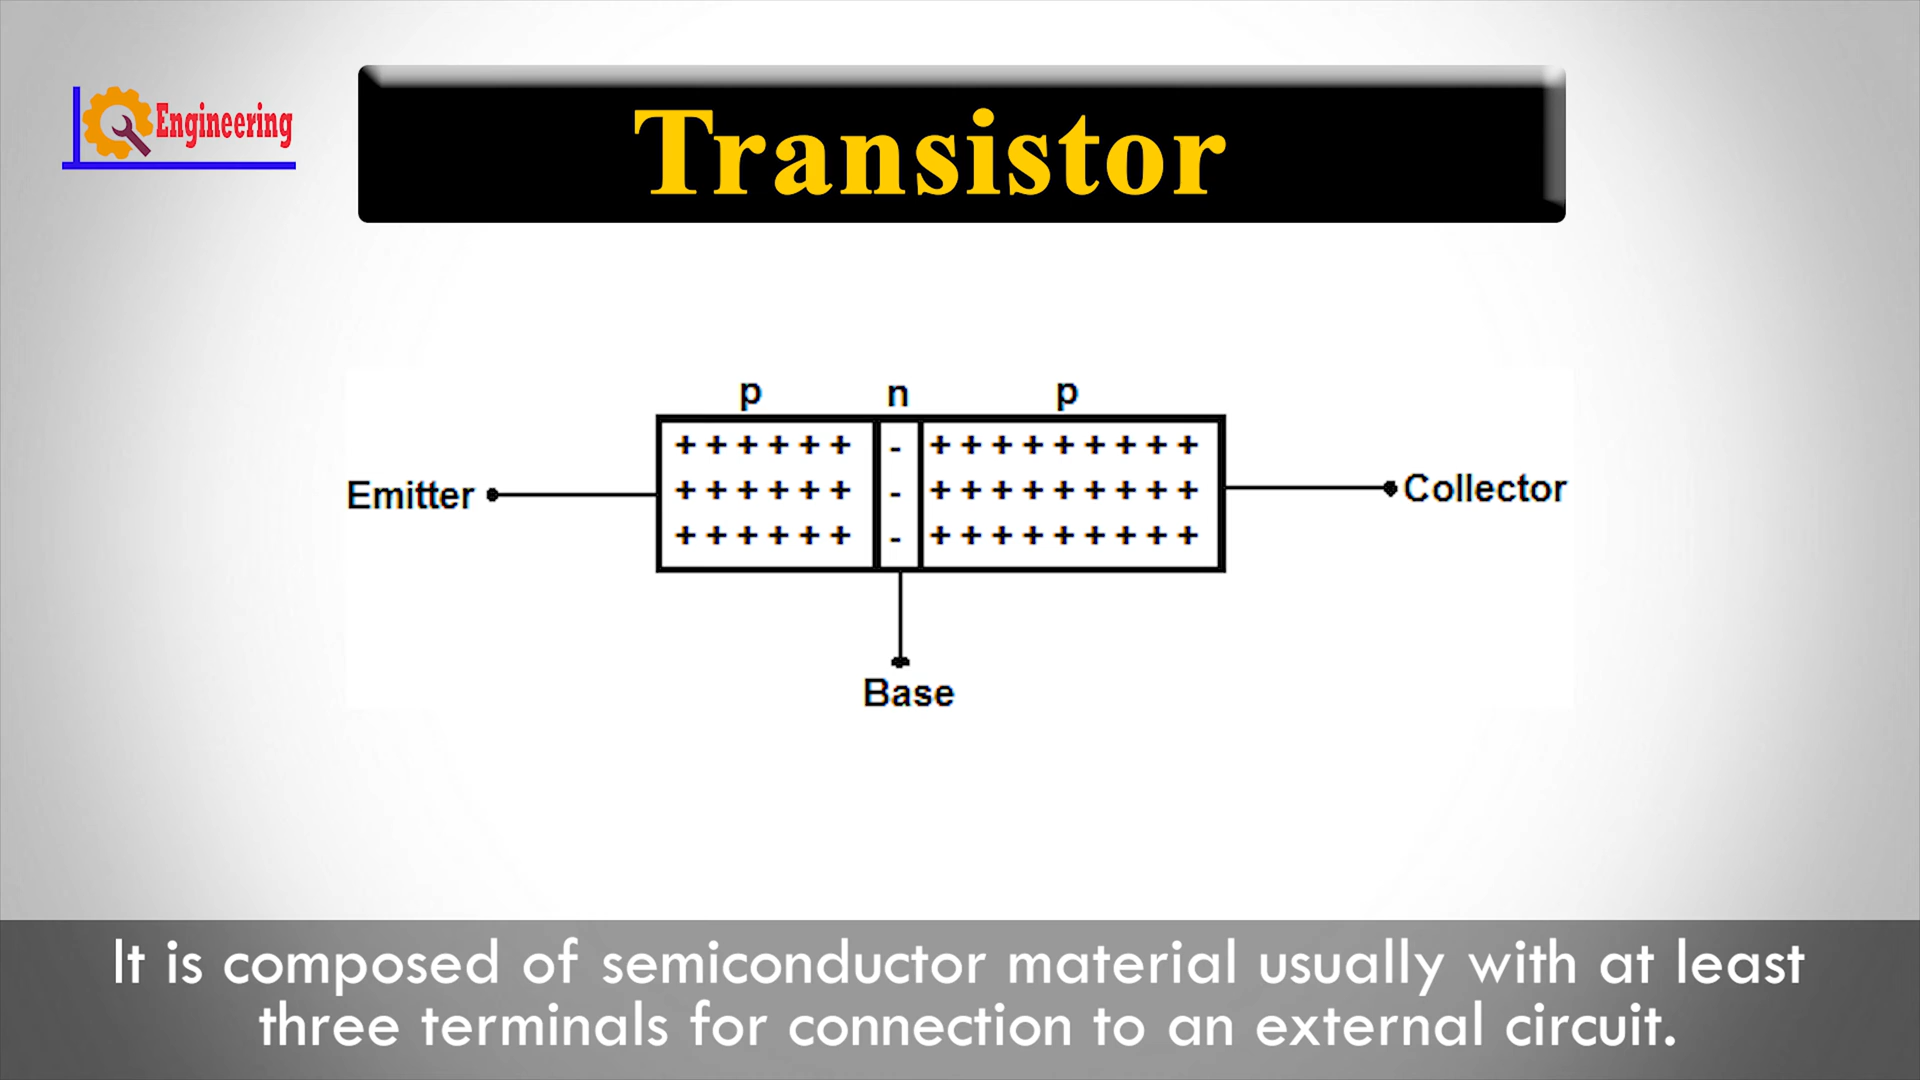 Engineering
Transistor
p n p
+ + + + + + - + + + + + + + + +
Emitter + + + + + + - + + + + + + + + + Collector
+ + + + + + - + + + + + + + + +
Base
It is composed of semiconductor material usually with at least
three terminals for connection to an external circuit.